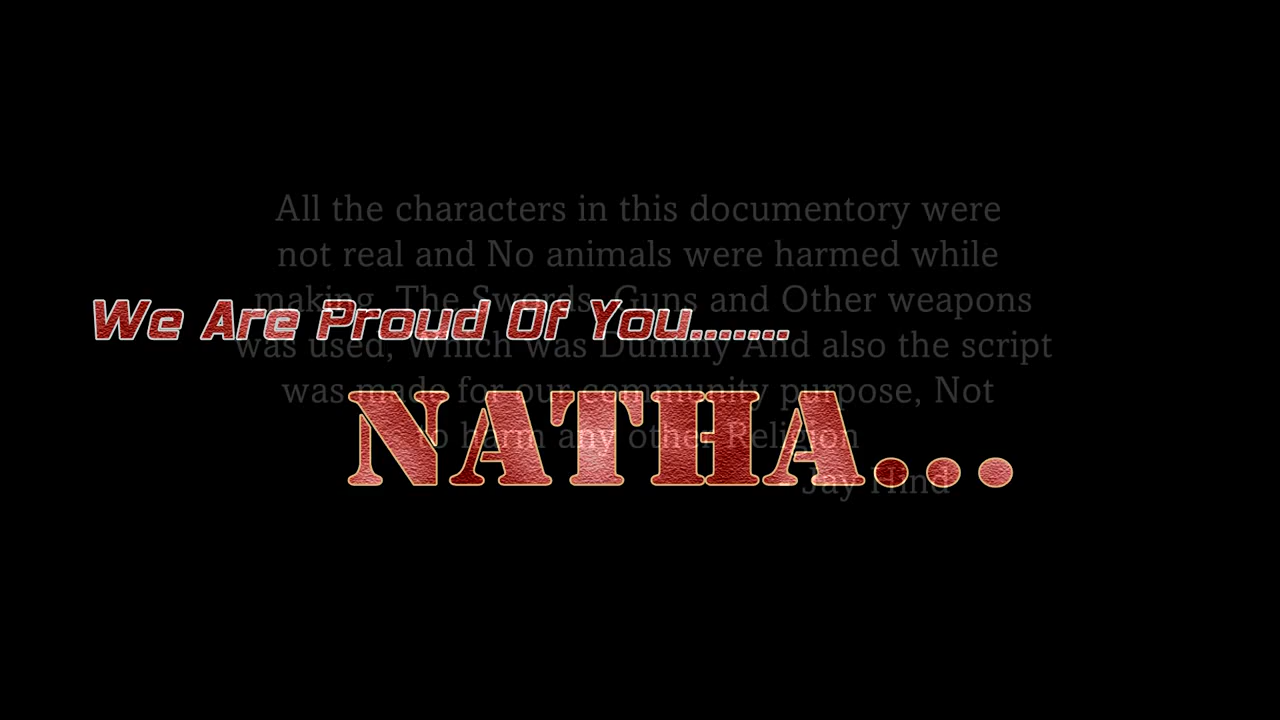 All the characters in this documentory were
not real and No animals were harmed while
making. The Swords, Guns and Other weapons
We Are Proud Of You.......
was used, Which was Dummy And also the script
was made for our community purpose, Not
to harm any other Religion
NATHA...
- Jay Hind